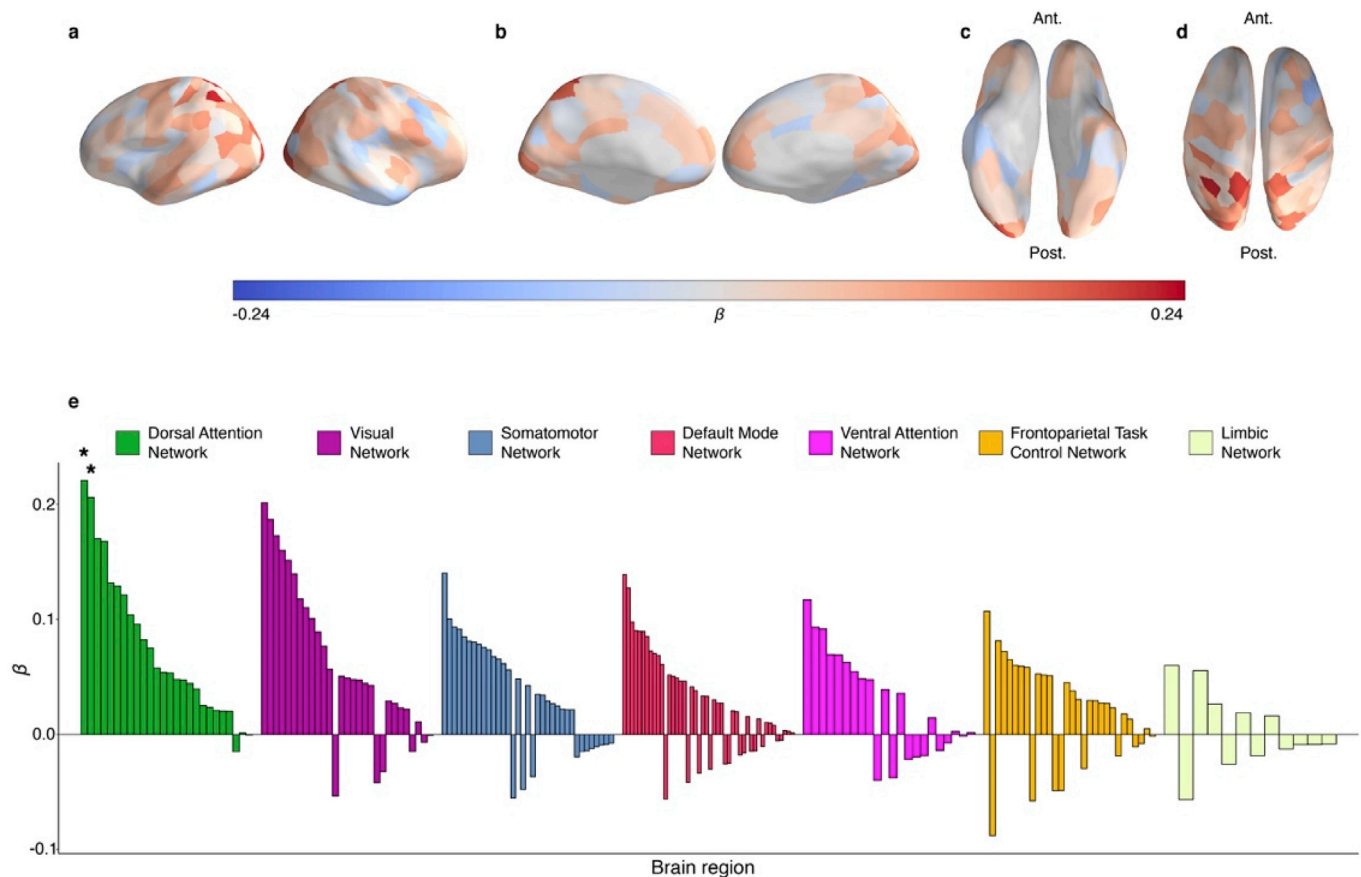 a
b
c
Ant.
d
Ant.
Post.
Post.
-0.24
β
0.24
e
Dorsal Attention
Network
Visual
Network
Somatomotor
Network
Default Mode
Network
Ventral Attention
Network
Frontoparietal Task
Control Network
Limbic
Network
*
*
0.2
0.1
0.0
-0.1
β
Brain region